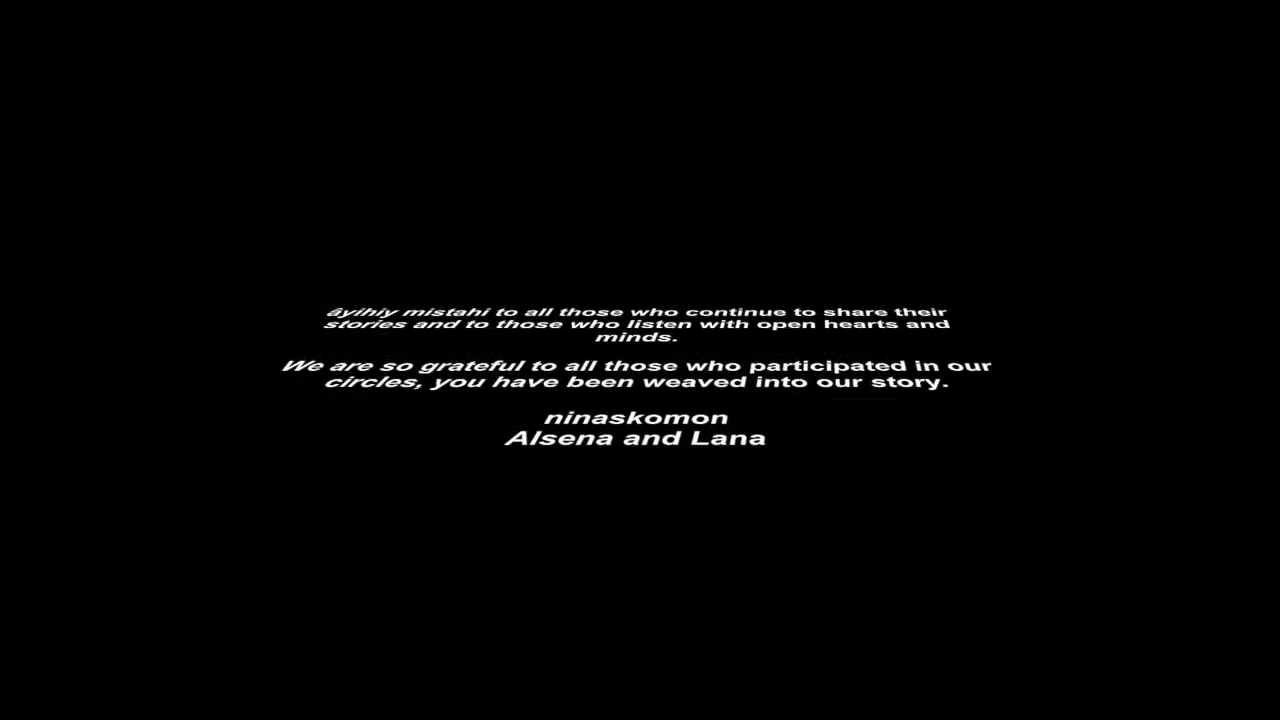 âyihiy mistahi to all those who continue to share their
stories and to those who listen with open hearts and
minds.
We are so grateful to all those who participated in our
circles, you have been weaved into our story.
ninaskomon
Alsena and Lana